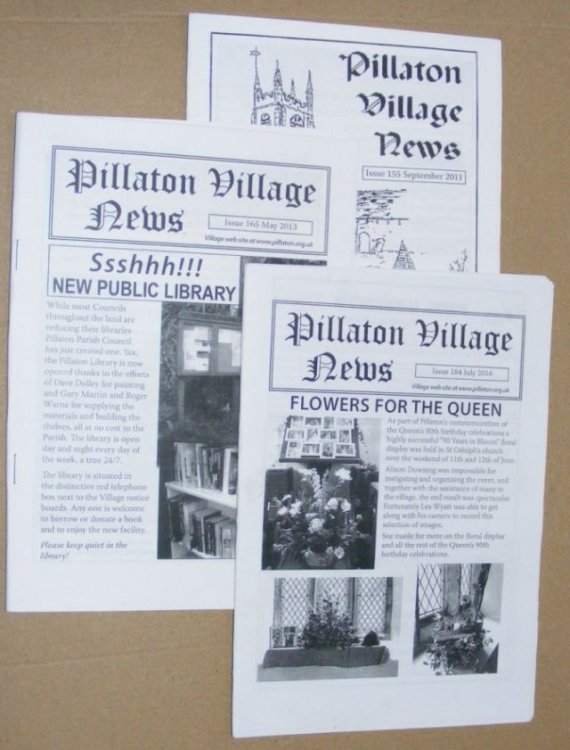 Pillaton
Village
News
Issue 155 September 2011
Pillaton Village
News
Issue 165 May 2013
Village web site at www.pillaton.org.uk
Ssshhh!!!
NEW PUBLIC LIBRARY
While most Councils
throughout the land are
reducing their libraries
Pillaton Parish Council
has just created one. Yes,
the Pillaton Library is now
opened thanks to the efforts
of Dave Dolley for painting
and Gary Martin and Roger
Warne for supplying the
materials and building the
shelves, all at no cost to the
Parish. The library is open
day and night every day of
the week, a true 24/7.
The library is situated in
the distinctive red telephone
box next to the Village notice
boards. Any one is welcome
to borrow or donate a book
and to enjoy the new facility.
Please keep quiet in the
library!
Pillaton Village
News
Issue 184 July 2016
Village web site at www.pillaton.org.uk
FLOWERS FOR THE QUEEN
As part of Pillaton's commemoration of
the Queen's 90th birthday celebrations a
highly successful "90 Years in Bloom" floral
display was held in St Odulph's church
over the weekend of 11th and 12th of June.
Alison Downing was responsible for
instigating and organising the event, and
together with the assistance of many in
the village, the end result was spectacular.
Fortunately Les Wyatt was able to get
along with his camera to record this
selection of images.
See inside for more on the floral display
and all the rest of the Queen's 90th
birthday celebrations.